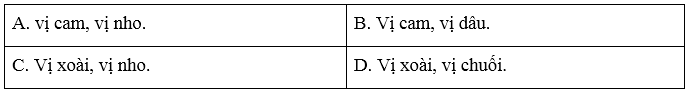 A. vị cam, vị nho.
B. Vị cam, vị dâu.
C. Vị xoài, vị nho.
D. Vị xoài, vị chuối.